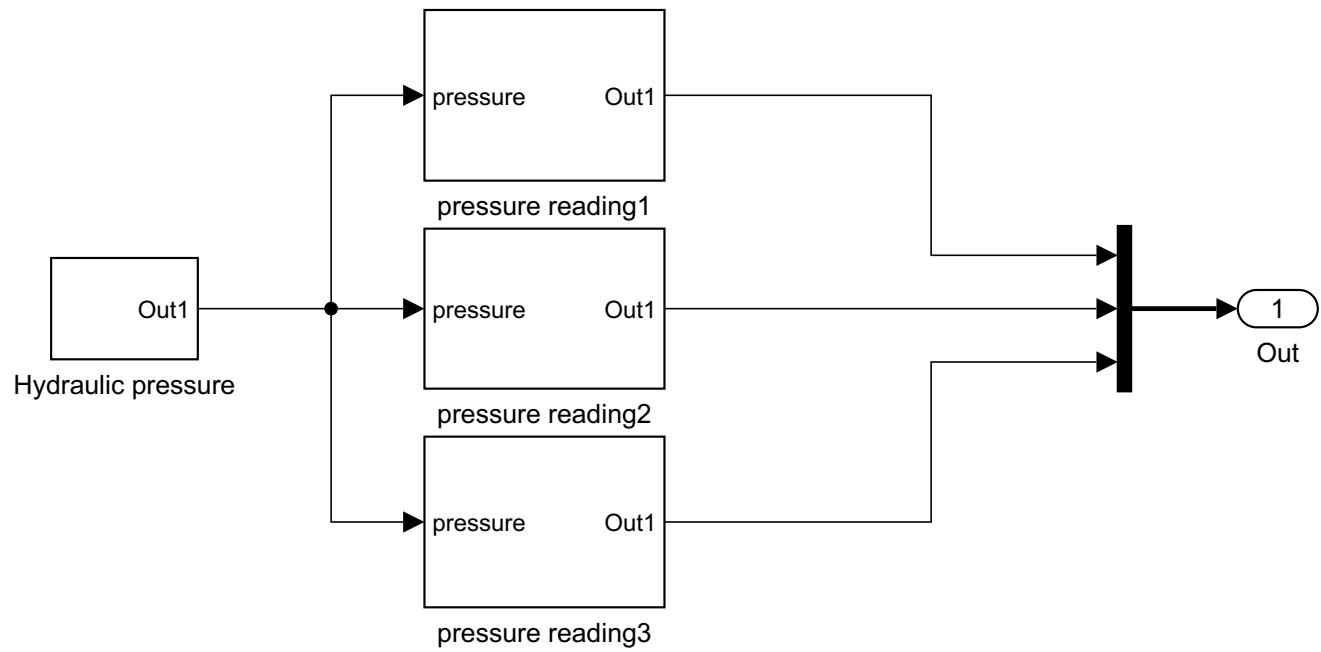 pressure Out1
pressure reading1
Out1
Hydraulic pressure
pressure Out1
pressure reading2
pressure Out1
pressure reading3
1
Out